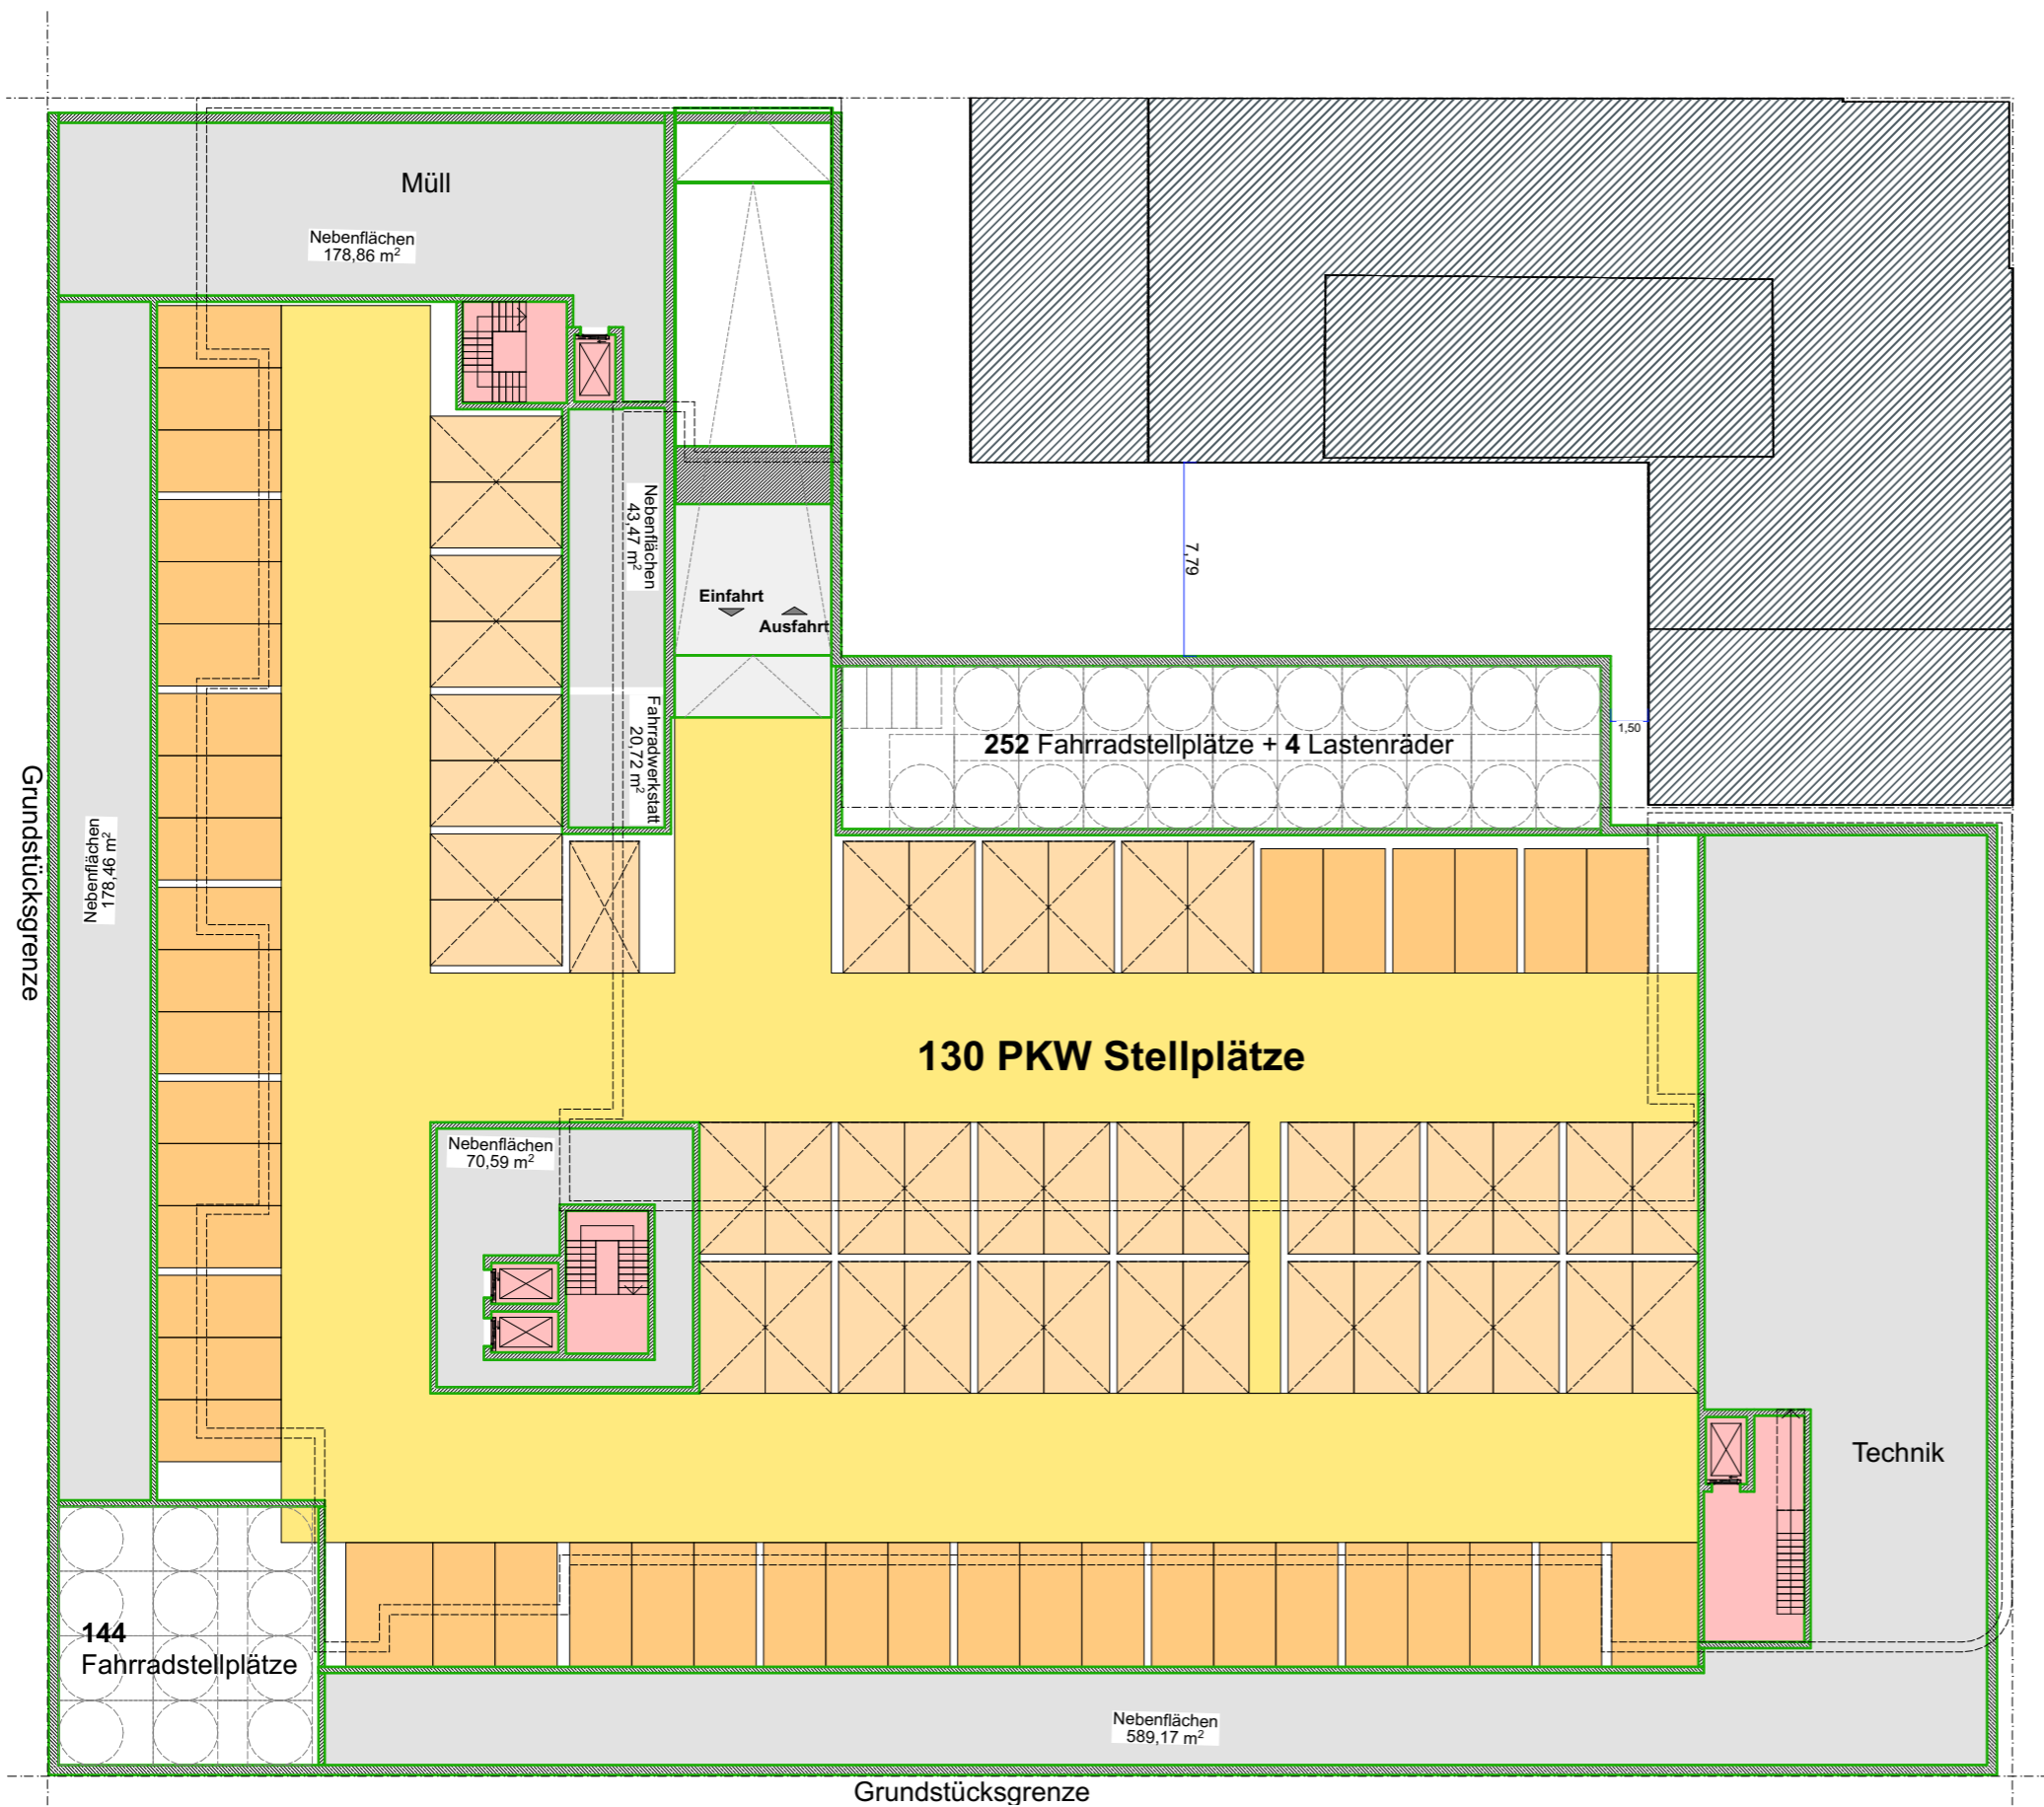 Müll
Nebenflächen
178,86 m²
Nebenflächen
43,47 m²
7,79
Einfahrt
Ausfahrt
Fahrradwerkstatt
20,72 m²
1,50
252 Fahrradstellplätze + 4 Lastenräder
Grundstücksgrenze
Nebenflächen
178,46 m²
130 PKW Stellplätze
Nebenflächen
70,59 m²
Technik
144
Fahrradstellplätze
Nebenflächen
589,17 m²
Grundstücksgrenze